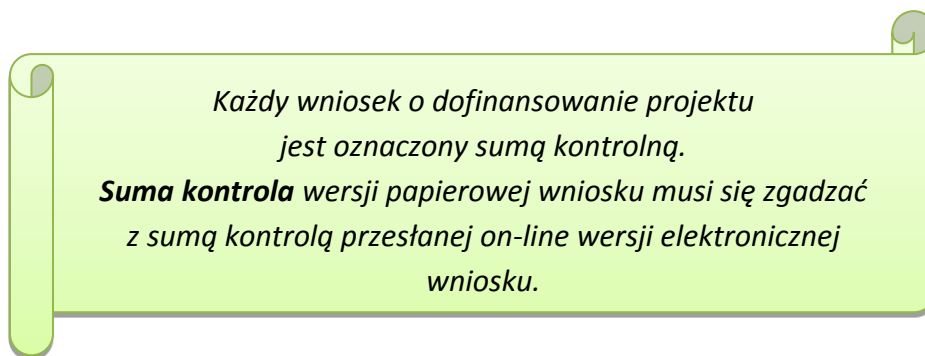 Każdy wniosek o dofinansowanie projektu
jest oznaczony sumą kontrolną.
Suma kontrola wersji papierowej wniosku musi się zgadzać
z sumą kontrolą przesłanej on-line wersji elektronicznej
wniosku.